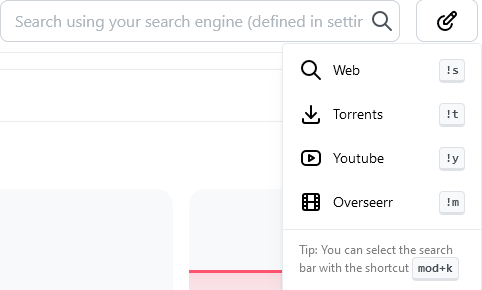 Search using your search engine (defined in settir
Web !s
Torrents !t
Youtube !y
Overseerr !m
Tip: You can select the search
bar with the shortcut mod+k